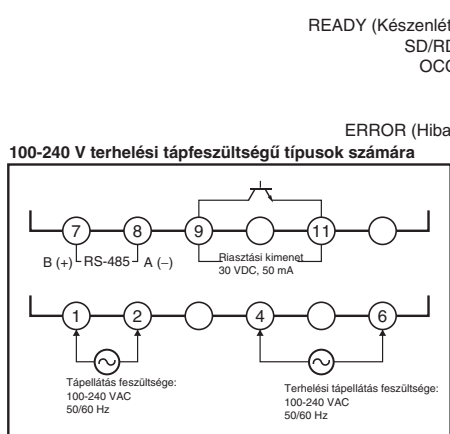 READY (Készenlét
SD/RD
OCC
ERROR (Hiba
100-240 V terhelési tápfeszültségű típusok számára
7 8 9 11
B (+) RS-485 A (–) Riasztási kimenet
30 VDC, 50 mA
1 2 4 6
Tápellátás feszültsége:
100-240 VAC
50/60 Hz
Terhelési tápellátás feszültsége:
100-240 VAC
50/60 Hz